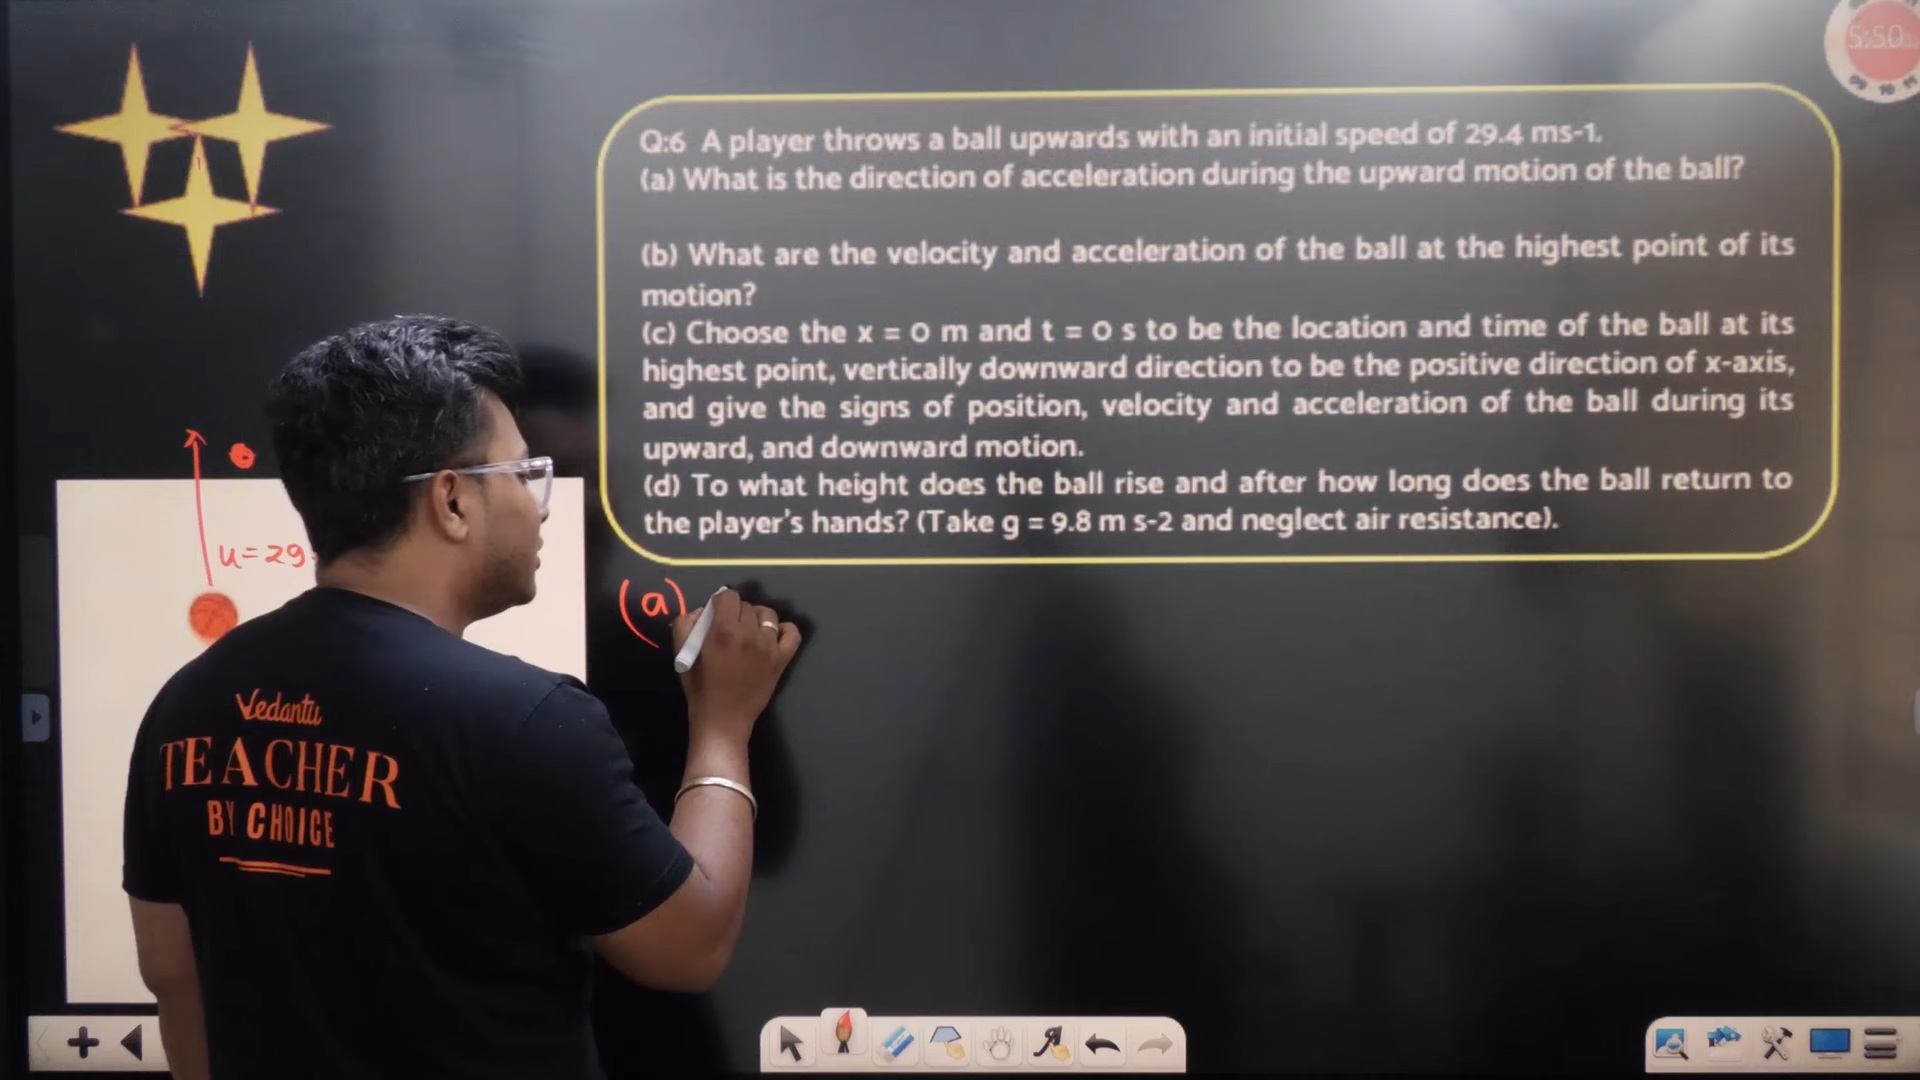 5:50
Q:6 A player throws a ball upwards with an initial speed of 29.4 ms-1.
(a) What is the direction of acceleration during the upward motion of the ball?
(b) What are the velocity and acceleration of the ball at the highest point of its
motion?
(c) Choose the x = 0 m and t = 0 s to be the location and time of the ball at its
highest point, vertically downward direction to be the positive direction of x-axis,
and give the signs of position, velocity and acceleration of the ball during its
upward, and downward motion.
(d) To what height does the ball rise and after how long does the ball return to
the player's hands? (Take g = 9.8 m s-2 and neglect air resistance).
u=29
(a)
Vedantu
TEACHER
BY CHOICE